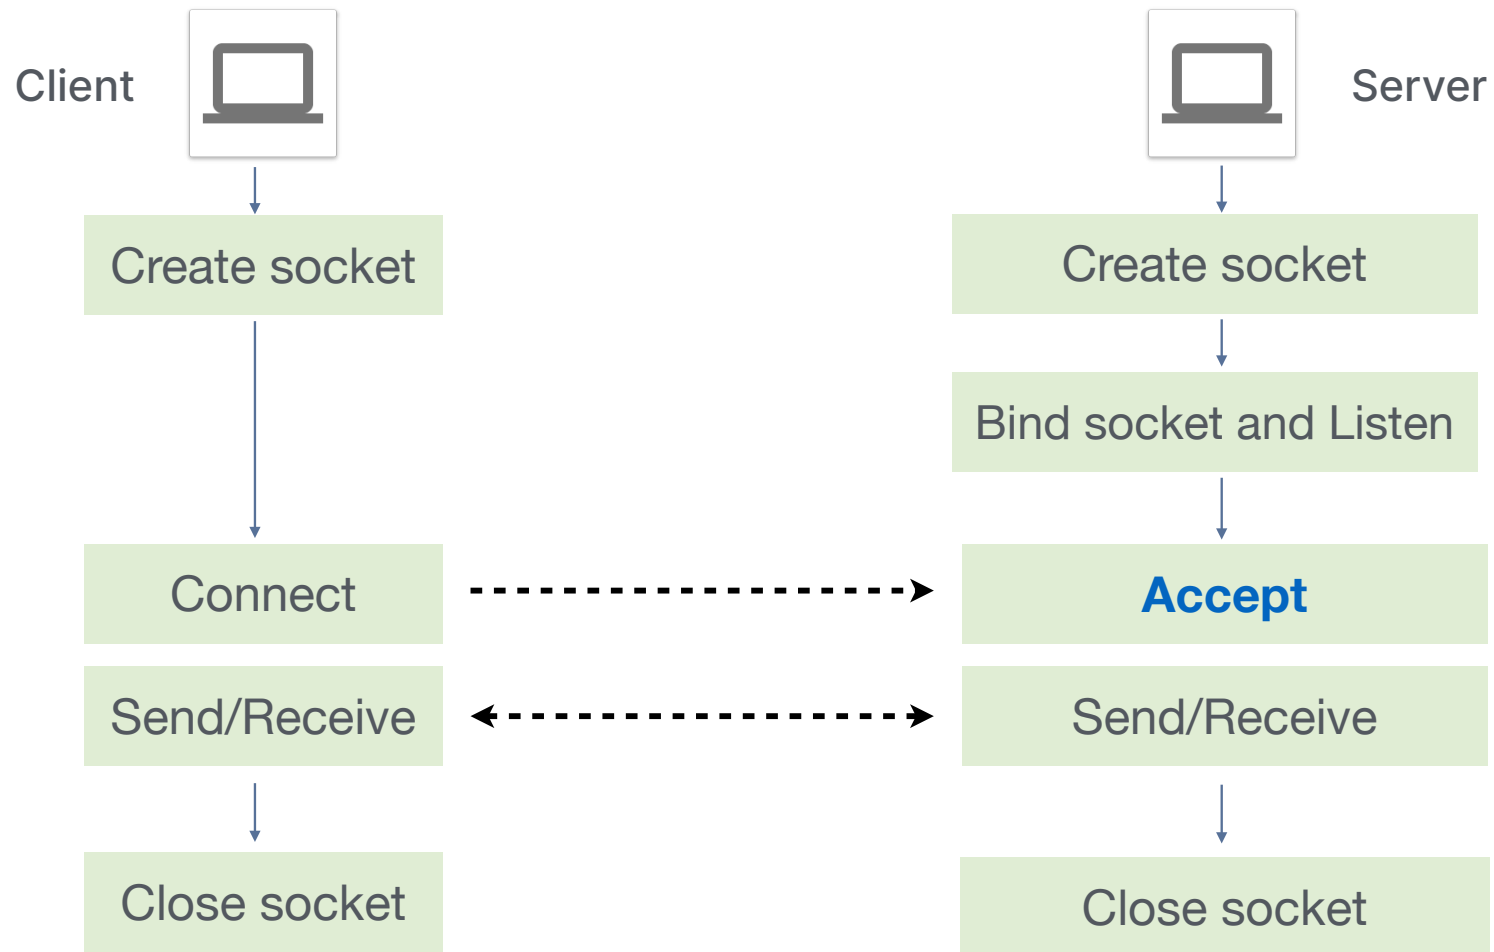 Client
Server
Create socket
Create socket
Bind socket and Listen
Connect
Accept
Send/Receive
Send/Receive
Close socket
Close socket